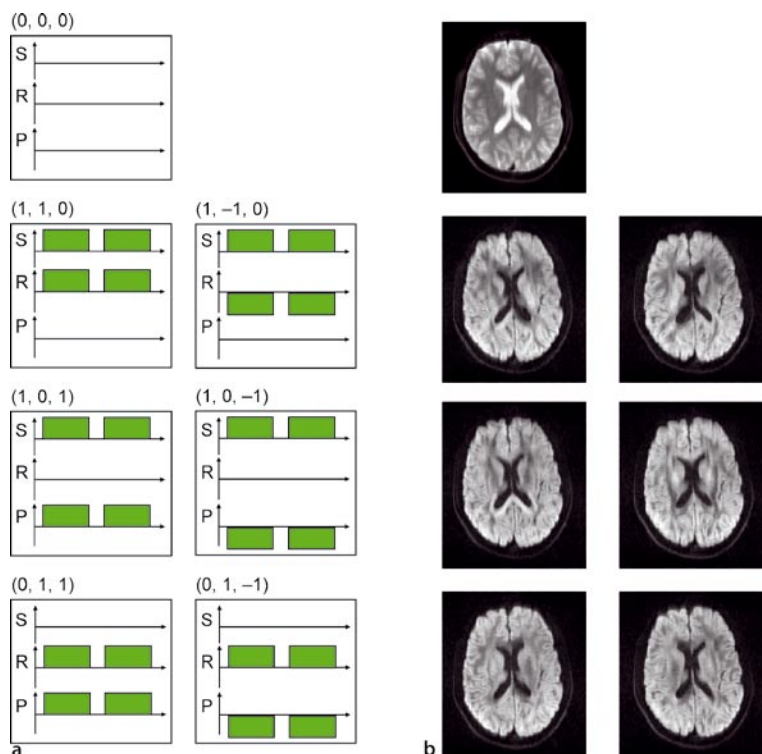 (0, 0, 0)
S
R
P
(1, 1, 0) (1, –1, 0)
S S
R R
P P
(1, 0, 1) (1, 0, –1)
S S
R R
P P
(0, 1, 1) (0, 1, –1)
S S
R R
P P
a b